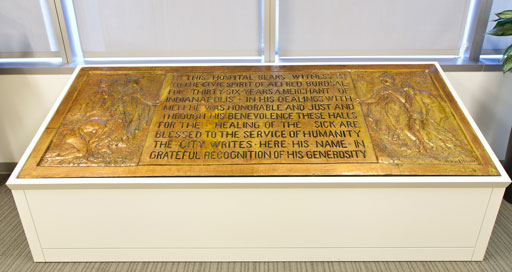 THIS HOSPITAL BEARS WITNESS
TO THE CIVIC SPIRIT OF ALFRED BURDSAL
FOR THIRTY SIX YEARS A MERCHANT OF
INDIANAPOLIS · IN HIS DEALINGS WITH
MEN HE WAS HONORABLE AND JUST AND
THROUGH HIS BENEVOLENCE THESE HALLS
FOR THE HEALING OF THE SICK ARE
BLESSED TO THE SERVICE OF HUMANITY
THE CITY WRITES · HERE HIS NAME · IN
GRATEFUL RECOGNITION OF HIS GENEROSITY